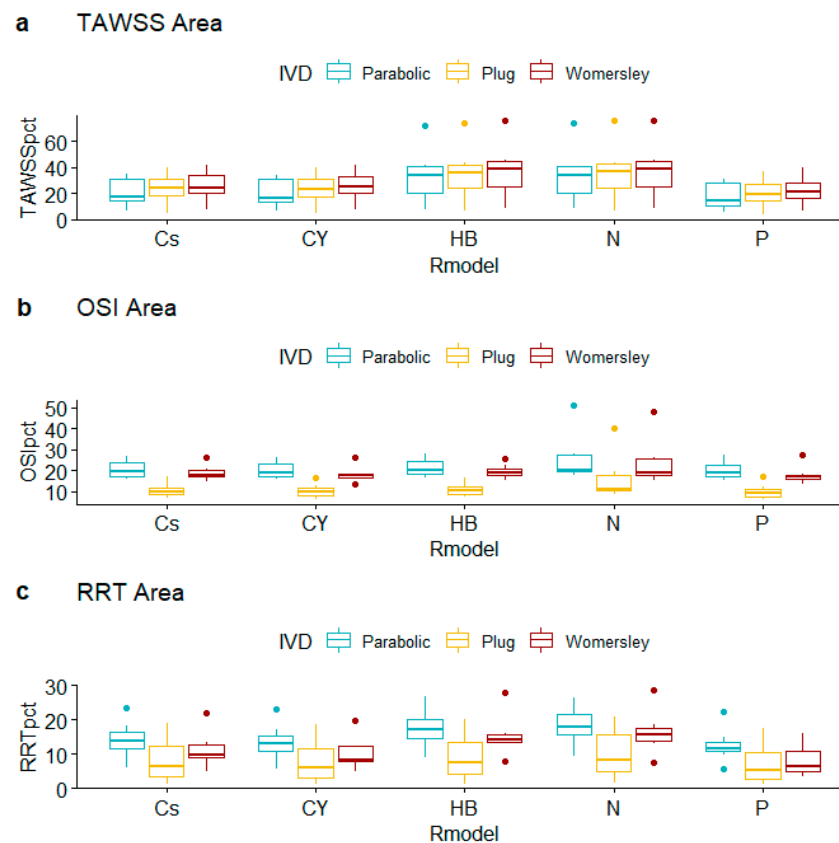 a TAWSS Area
IVD Parabolic Plug Womersley
TAWSSpct
60
40
20
0
Cs CY HB N P
Rmodel
b OSI Area
IVD Parabolic Plug Womersley
OSIpct
50
40
30
20
10
Cs CY HB N P
Rmodel
c RRT Area
IVD Parabolic Plug Womersley
RRTpct
30
20
10
0
Cs CY HB N P
Rmodel